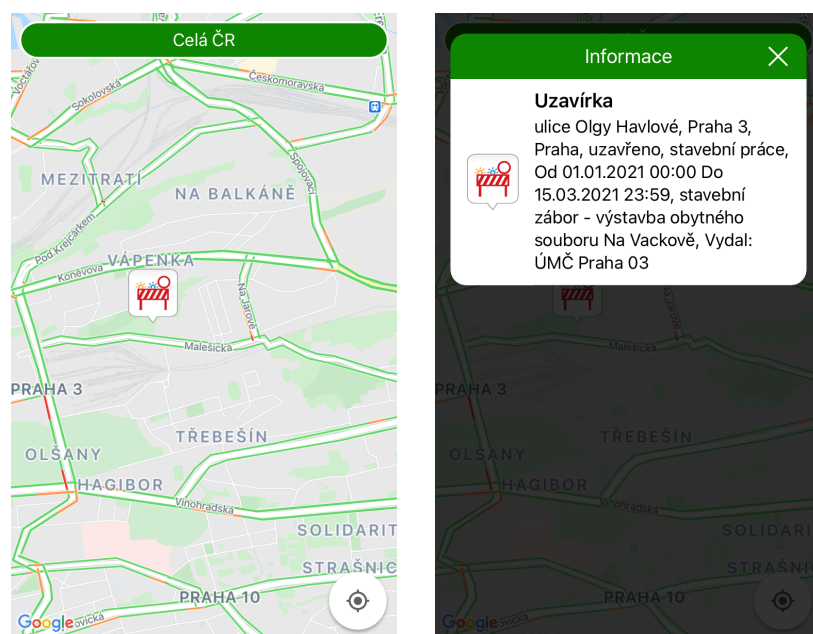 Celá ČR
Sokolovská
Českomoravská
MEZITRATÍ
NA BALKÁNĚ
Spojovací
Pod Krejcárkem
VÁPENKA
Koněvova
Na Jarově
Malešická
PRAHA 3
TŘEBEŠÍN
OLŠANY
HAGIBOR
Vinohradská
SOLIDARIT
STRAŠNIC
PRAHA 10
Google
Informace
Uzavírka
ulice Olgy Havlové, Praha 3,
Praha, uzavřeno, stavební práce,
Od 01.01.2021 00:00 Do
15.03.2021 23:59, stavební
zábor - výstavba obytného
souboru Na Vackově, Vydal:
ÚMČ Praha 03
Na Jarově
Malešická
PRAHA 3
TŘEBEŠÍN
OLŠANY
HAGIBOR
Vinohradská
SOLIDARI
STRAŠNIC
PRAHA 10
Google